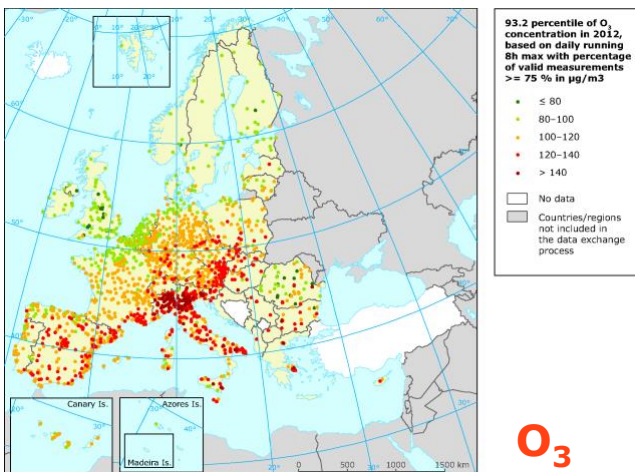 93.2 percentile of O₃
concentration in 2012,
based on daily running
8h max with percentage
of valid measurements
>= 75 % in µg/m3
≤ 80
80–100
100–120
120–140
> 140
No data
Countries/regions
not included in
the data exchange
process
Canary Is.
Azores Is.
Madeira Is.
0 500 1000 1500 km
O₃